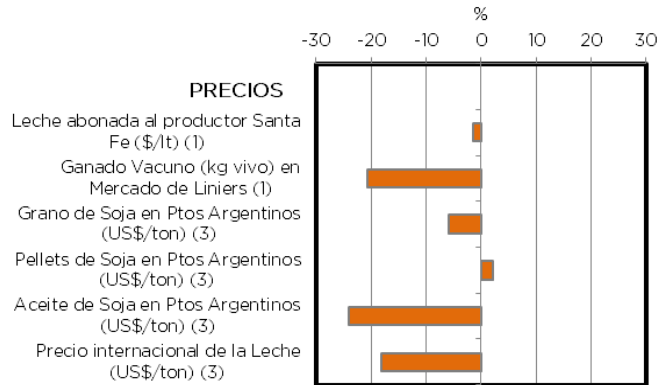 %
-30 -20 -10 0 10 20 30
PRECIOS
Leche abonada al productor Santa
Fe ($/lt) (1)
Ganado Vacuno (kg vivo) en
Mercado de Liniers (1)
Grano de Soja en Ptos Argentinos
(US$/ton) (3)
Pellets de Soja en Ptos Argentinos
(US$/ton) (3)
Aceite de Soja en Ptos Argentinos
(US$/ton) (3)
Precio internacional de la Leche
(US$/ton) (3)